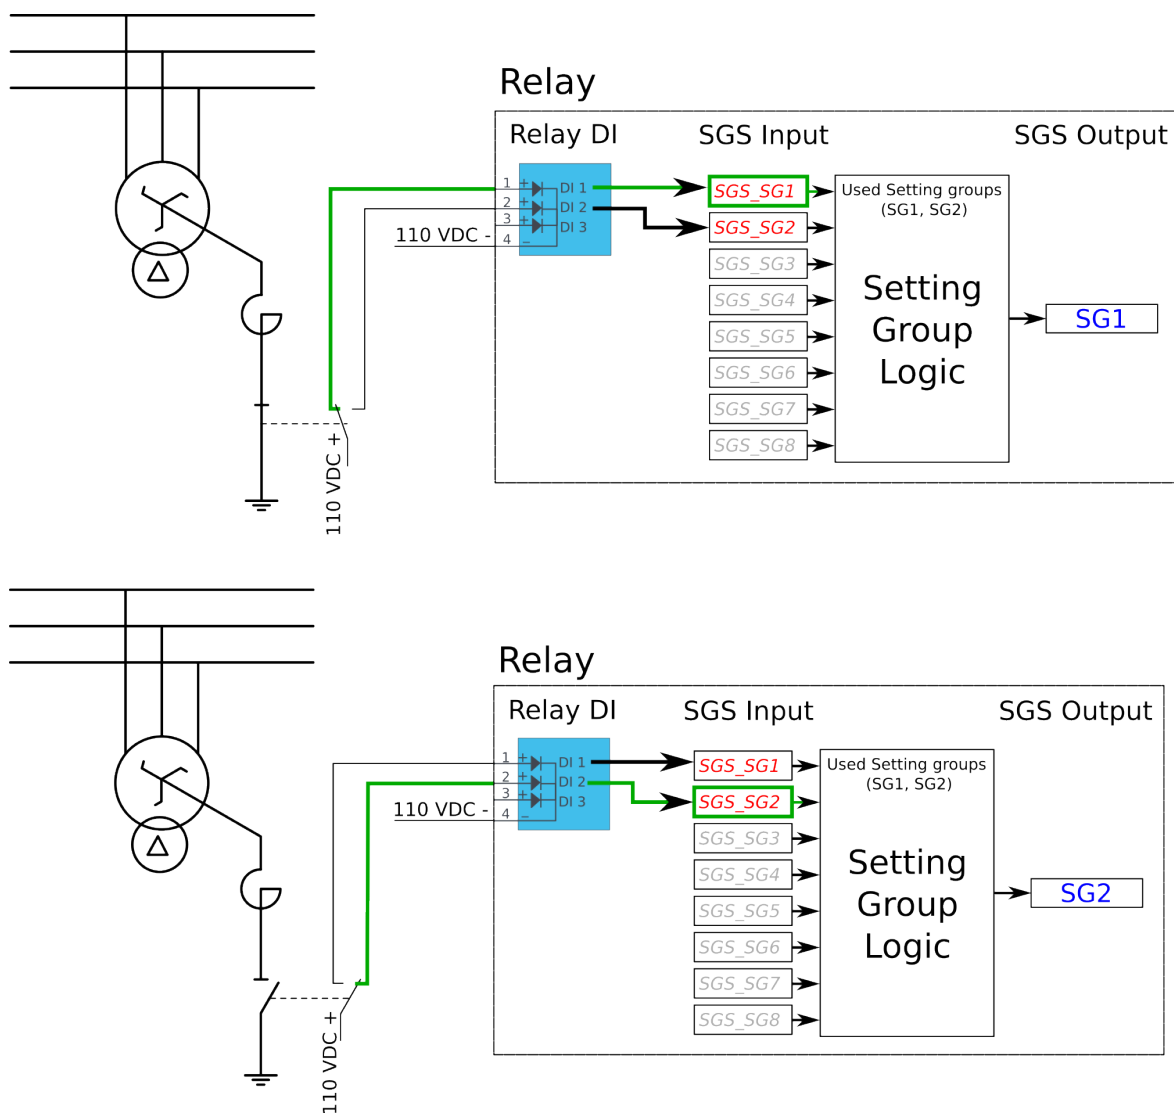 Relay
Relay DI
SGS Input
SGS Output
1 +
2 +
3 +
4 −
DI 1
DI 2
DI 3
110 VDC -
110 VDC +
SGS_SG1
SGS_SG2
SGS_SG3
SGS_SG4
SGS_SG5
SGS_SG6
SGS_SG7
SGS_SG8
Used Setting groups
(SG1, SG2)
Setting
Group
Logic
SG1
Δ
Relay
Relay DI
SGS Input
SGS Output
1 +
2 +
3 +
4 −
DI 1
DI 2
DI 3
110 VDC -
110 VDC +
SGS_SG1
SGS_SG2
SGS_SG3
SGS_SG4
SGS_SG5
SGS_SG6
SGS_SG7
SGS_SG8
Used Setting groups
(SG1, SG2)
Setting
Group
Logic
SG2
Δ